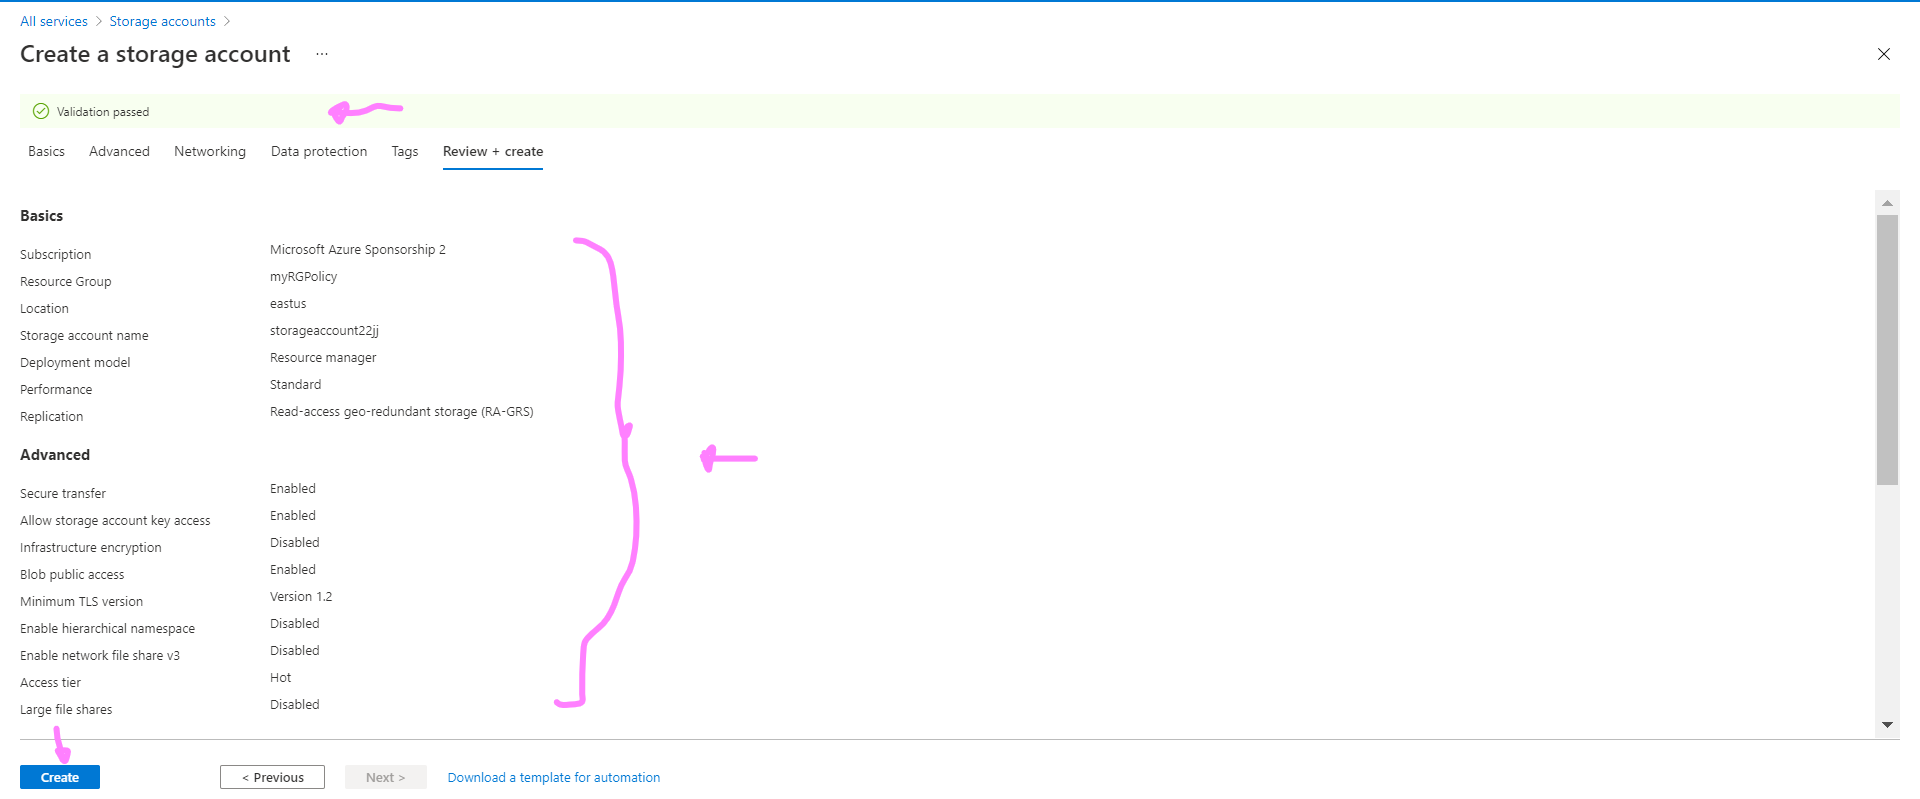 All services > Storage accounts >
Create a storage account ...
Validation passed
Basics Advanced Networking Data protection Tags Review + create
Basics
Subscription Microsoft Azure Sponsorship 2
Resource Group myRGPolicy
Location eastus
Storage account name storageaccount22jj
Deployment model Resource manager
Performance Standard
Replication Read-access geo-redundant storage (RA-GRS)
Advanced
Secure transfer Enabled
Allow storage account key access Enabled
Infrastructure encryption Disabled
Blob public access Enabled
Minimum TLS version Version 1.2
Enable hierarchical namespace Disabled
Enable network file share v3 Disabled
Access tier Hot
Large file shares Disabled
Create < Previous Next > Download a template for automation